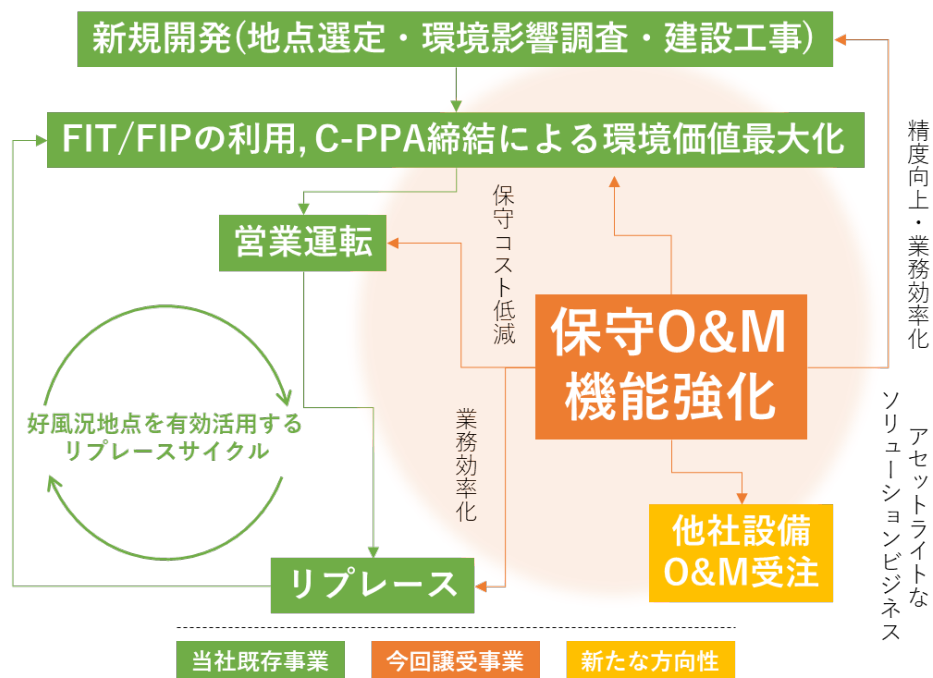 新規開発(地点選定・環境影響調査・建設工事)
FIT/FIPの利用, C-PPA締結による環境価値最大化
営業運転
保守コスト低減
精度向上・業務効率化
保守O&M
機能強化
好風況地点を有効活用する
リプレースサイクル
業務効率化
アセットライトな
ソリューションビジネス
他社設備
O&M受注
リプレース
当社既存事業
今回譲受事業
新たな方向性